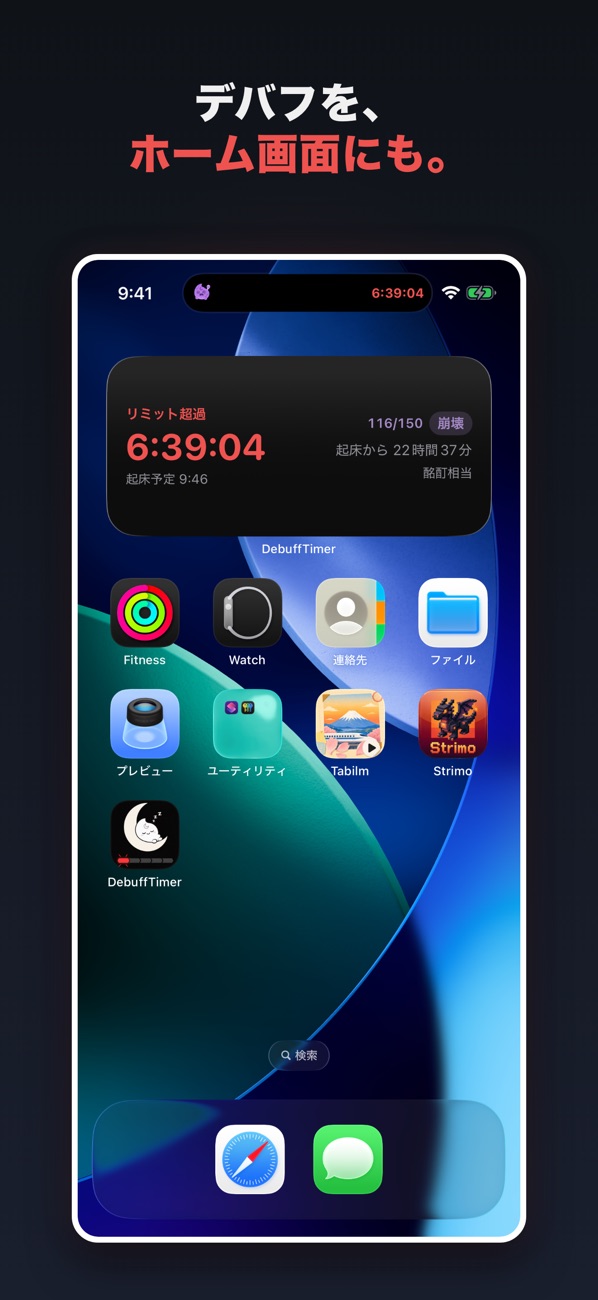 デバフを、
ホーム画面にも。
9:41
6:39:04
リミット超過
6:39:04
起床予定 9:46
116/150 崩壊
起床から 22時間37分
酩酊相当
DebuffTimer
Fitness Watch 連絡先 ファイル
Strimo
プレビュー ユーティリティ Tabilm Strimo
DebuffTimer
検索